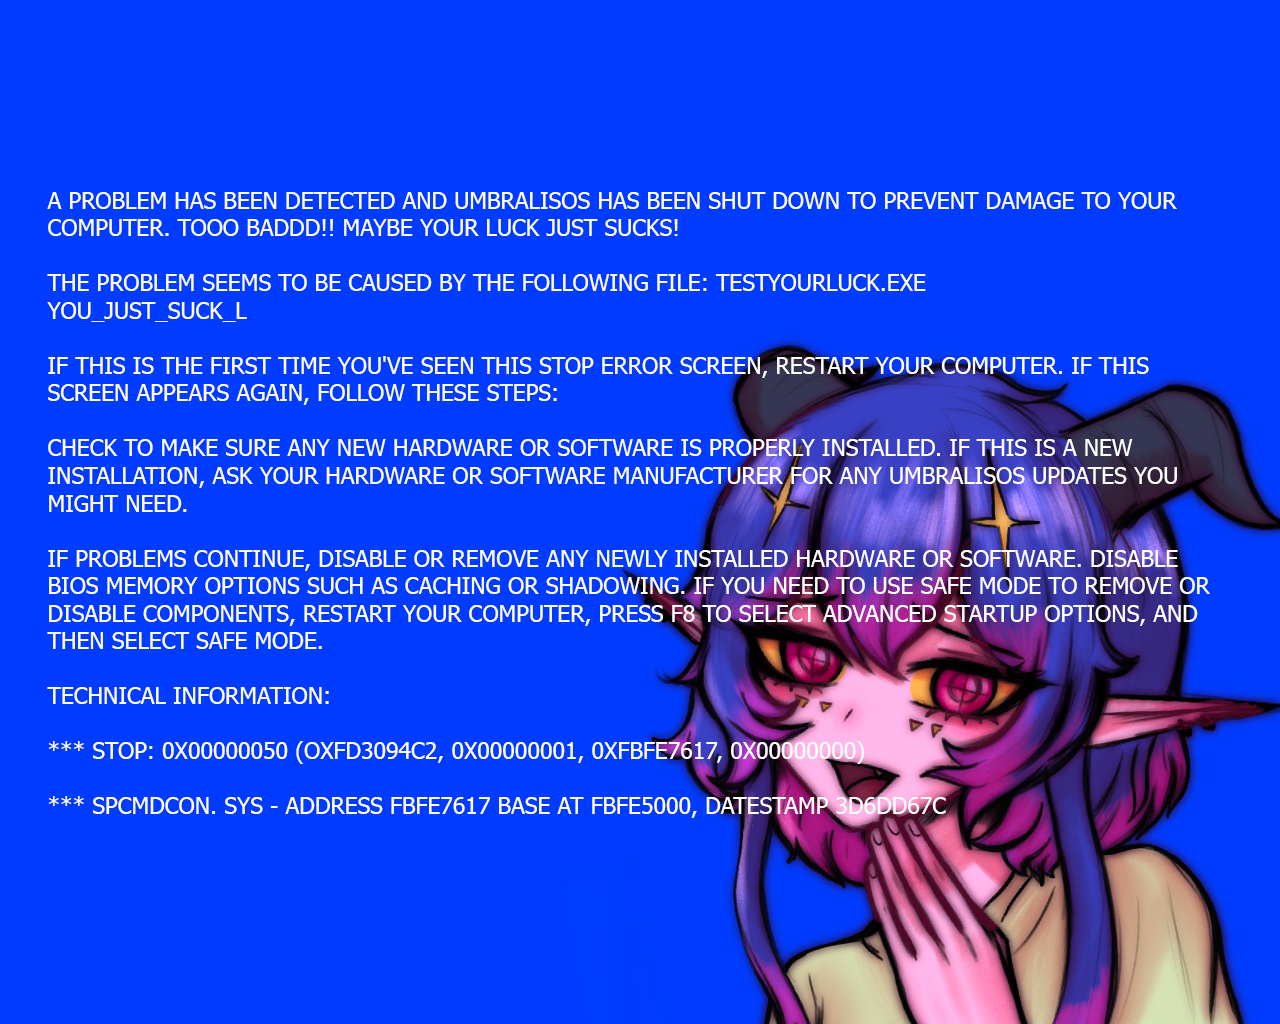 A PROBLEM HAS BEEN DETECTED AND UMBRALISOS HAS BEEN SHUT DOWN TO PREVENT DAMAGE TO YOUR
COMPUTER. TOOO BADDD!! MAYBE YOUR LUCK JUST SUCKS!
THE PROBLEM SEEMS TO BE CAUSED BY THE FOLLOWING FILE: TESTYOURLUCK.EXE
YOU_JUST_SUCK_L
IF THIS IS THE FIRST TIME YOU'VE SEEN THIS STOP ERROR SCREEN, RESTART YOUR COMPUTER. IF THIS
SCREEN APPEARS AGAIN, FOLLOW THESE STEPS:
CHECK TO MAKE SURE ANY NEW HARDWARE OR SOFTWARE IS PROPERLY INSTALLED. IF THIS IS A NEW
INSTALLATION, ASK YOUR HARDWARE OR SOFTWARE MANUFACTURER FOR ANY UMBRALISOS UPDATES YOU
MIGHT NEED.
IF PROBLEMS CONTINUE, DISABLE OR REMOVE ANY NEWLY INSTALLED HARDWARE OR SOFTWARE. DISABLE
BIOS MEMORY OPTIONS SUCH AS CACHING OR SHADOWING. IF YOU NEED TO USE SAFE MODE TO REMOVE OR
DISABLE COMPONENTS, RESTART YOUR COMPUTER, PRESS F8 TO SELECT ADVANCED STARTUP OPTIONS, AND
THEN SELECT SAFE MODE.
TECHNICAL INFORMATION:
*** STOP: 0X00000050 (OXFD3094C2, 0X00000001, 0XFBFE7617, 0X00000000)
*** SPCMDCON. SYS - ADDRESS FBFE7617 BASE AT FBFE5000, DATESTAMP 3D6DD67C